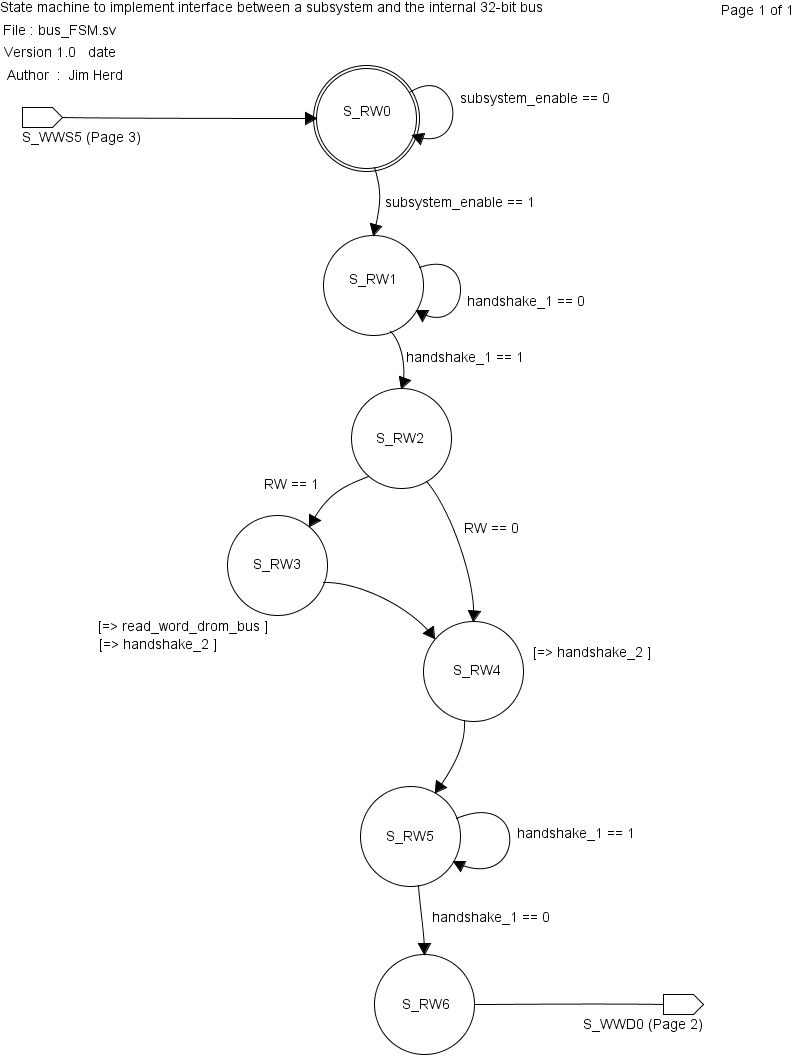 State machine to implement interface between a subsystem and the internal 32-bit bus
Page 1 of 1
File : bus_FSM.sv
Version 1.0 date
Author : Jim Herd
S_RW0
subsystem_enable == 0
S_WWS5 (Page 3)
subsystem_enable == 1
S_RW1
handshake_1 == 0
handshake_1 == 1
S_RW2
RW == 1
RW == 0
S_RW3
[=> read_word_drom_bus ]
[=> handshake_2 ]
[=> handshake_2 ]
S_RW4
S_RW5
handshake_1 == 1
handshake_1 == 0
S_RW6
S_WWD0 (Page 2)